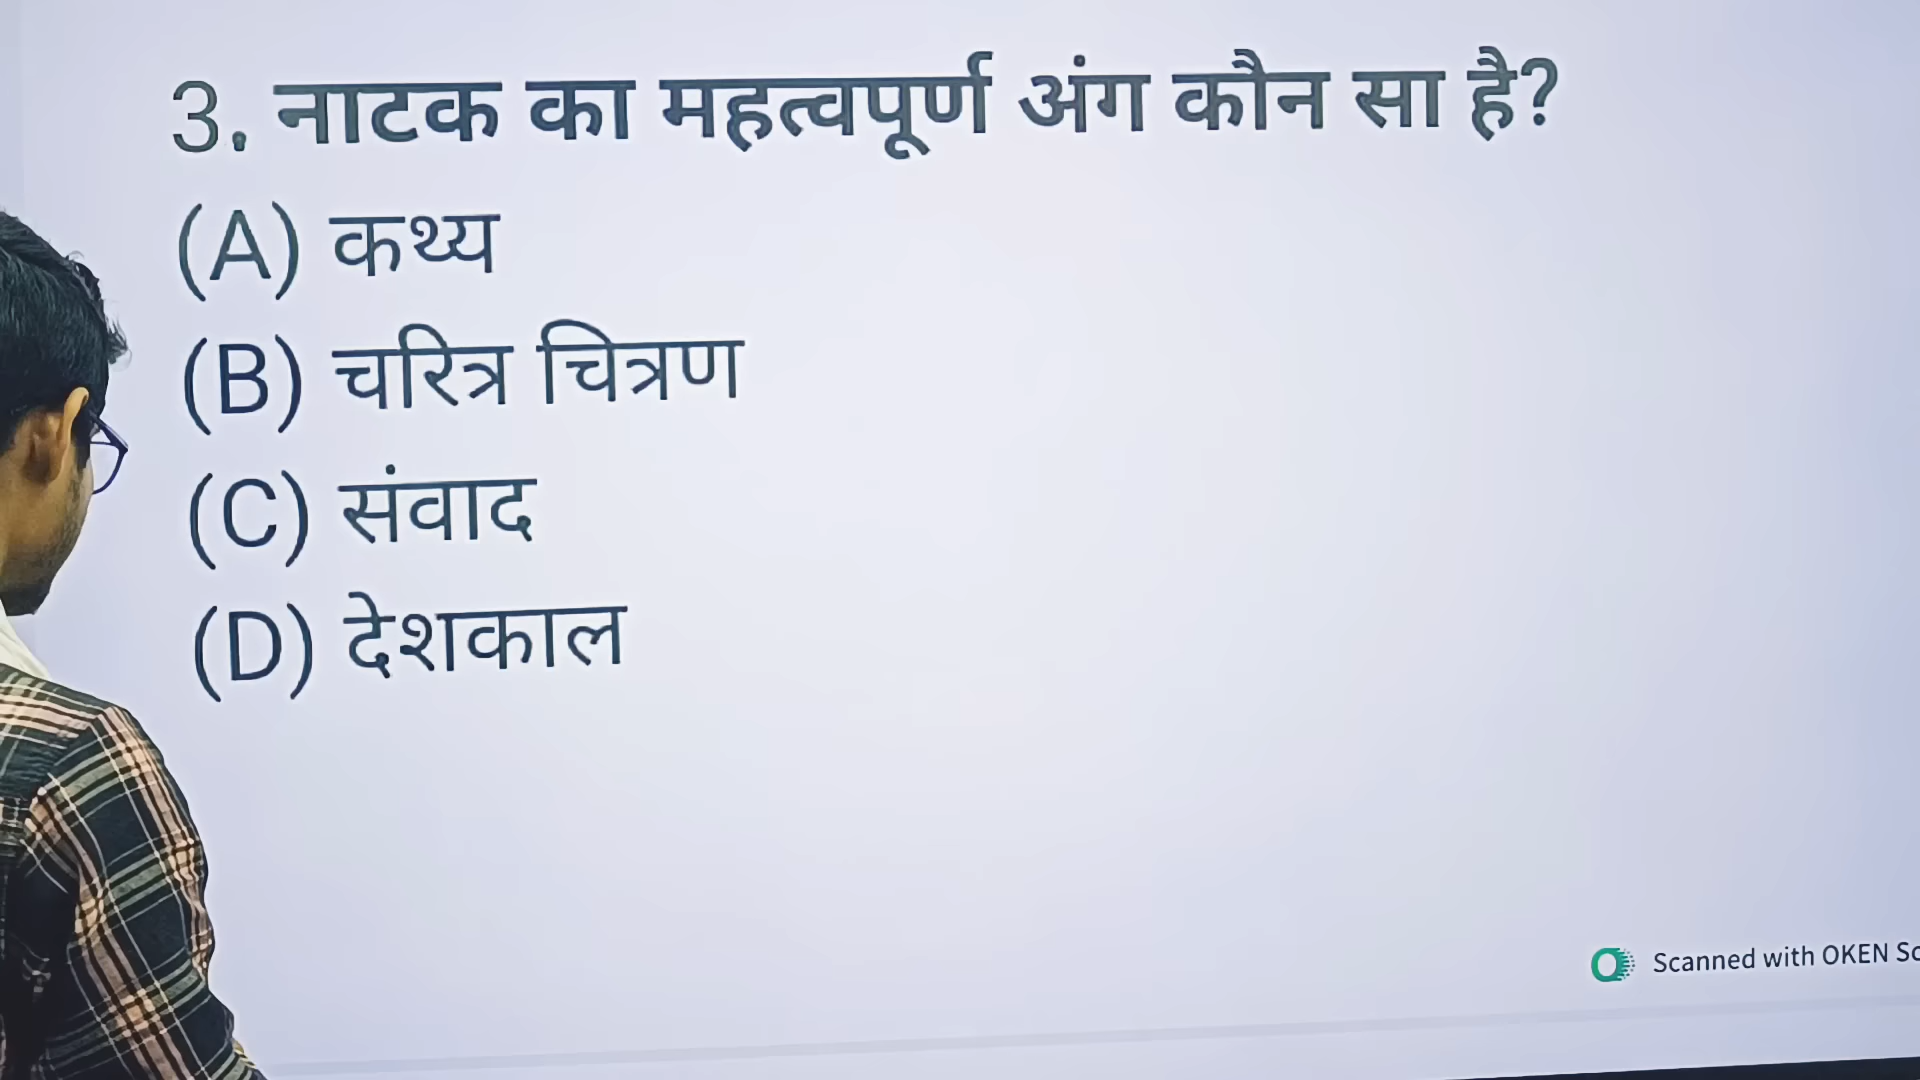 3. नाटक का महत्वपूर्ण अंग कौन सा है?
(A) कथ्य
(B) चरित्र चित्रण
(C) संवाद
(D) देशकाल
Scanned with OKEN Sc